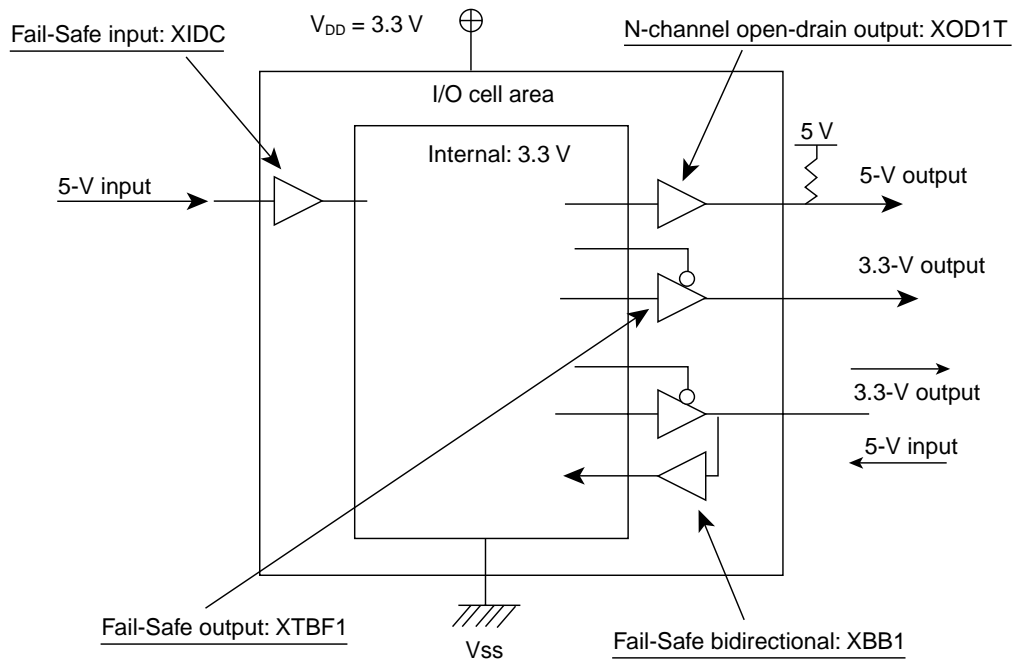 Fail-Safe input: XIDC
VDD = 3.3 V
N-channel open-drain output: XOD1T
I/O cell area
5 V
Internal: 3.3 V
5-V input
5-V output
3.3-V output
3.3-V output
5-V input
Fail-Safe output: XTBF1
Vss
Fail-Safe bidirectional: XBB1